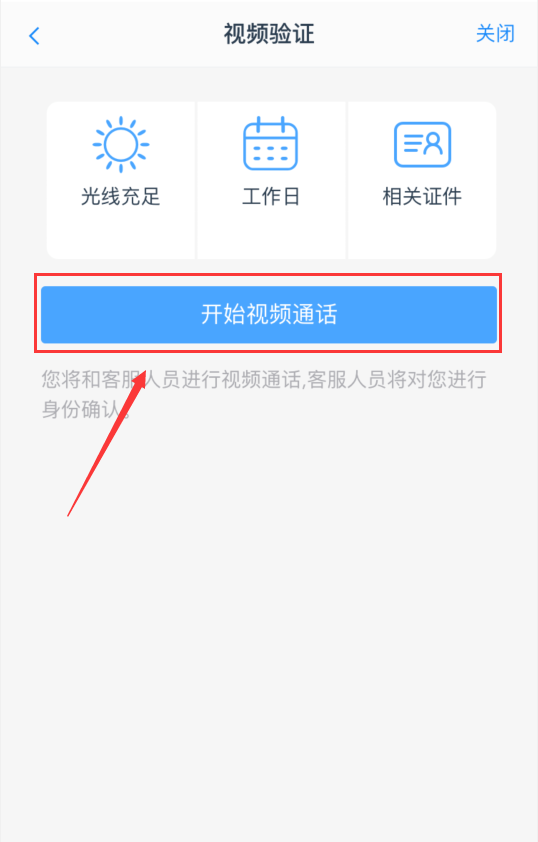 视频验证
关闭
光线充足
工作日
相关证件
开始视频通话
您将和客服人员进行视频通话,客服人员将对您进行
身份确认。